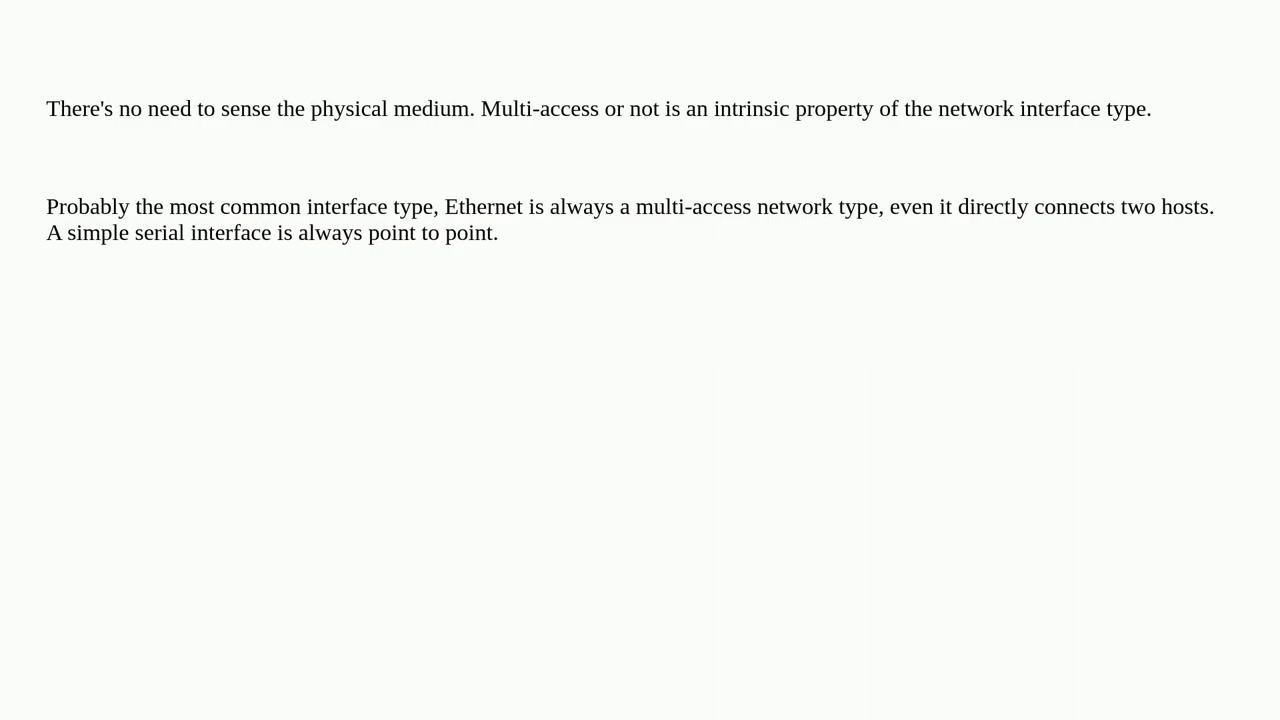 There's no need to sense the physical medium. Multi-access or not is an intrinsic property of the network interface type.
Probably the most common interface type, Ethernet is always a multi-access network type, even it directly connects two hosts.
A simple serial interface is always point to point.